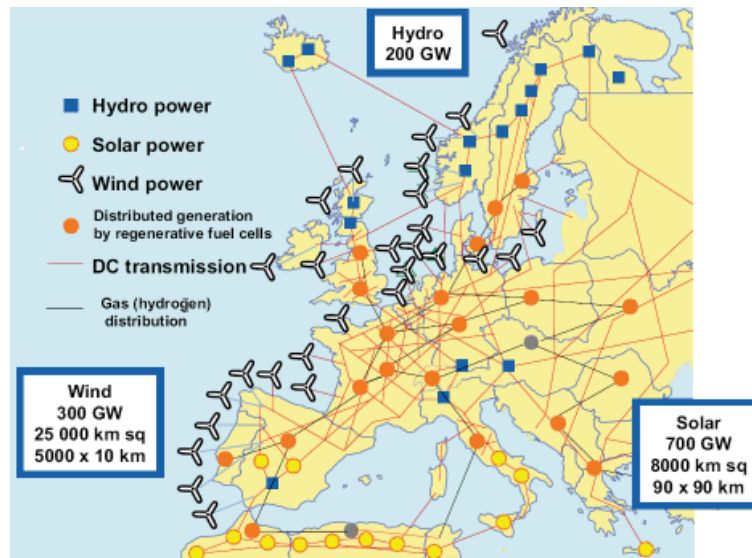 Hydro
200 GW
Hydro power
Solar power
Wind power
Distributed generation
by regenerative fuel cells
DC transmission
Gas (hydrogen)
distribution
Wind
300 GW
25 000 km sq
5000 x 10 km
Solar
700 GW
8000 km sq
90 x 90 km